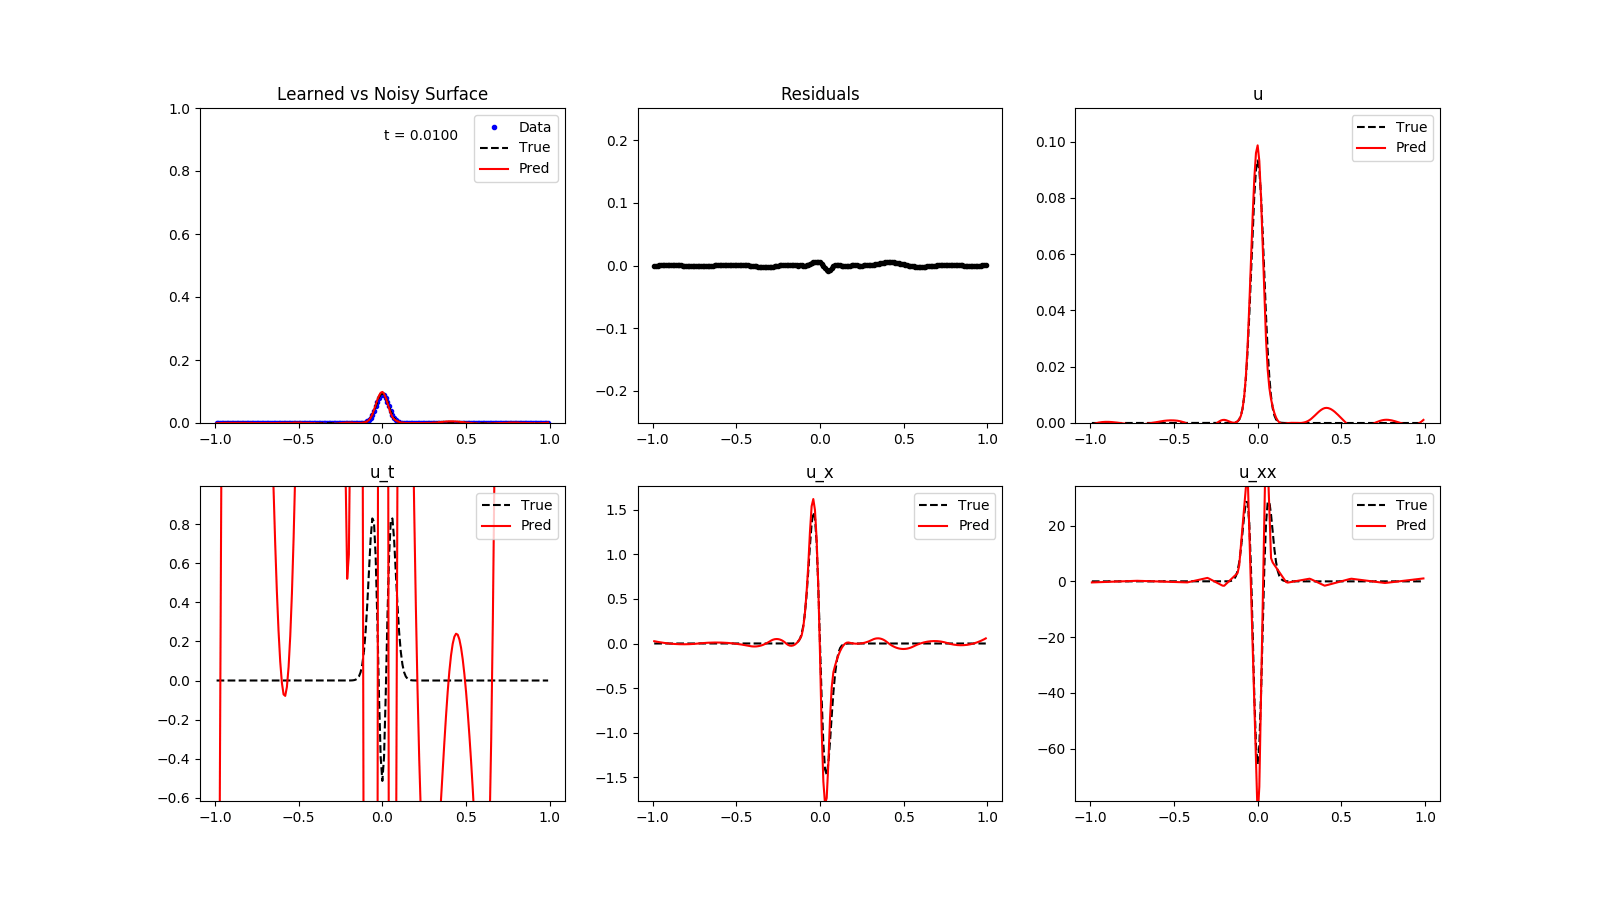 Learned vs Noisy Surface
t = 0.0100
Data
True
Pred
1.0
0.8
0.6
0.4
0.2
0.0
−1.0 −0.5 0.0 0.5 1.0
Residuals
0.2
0.1
0.0
−0.1
−0.2
−1.0 −0.5 0.0 0.5 1.0
u
True
Pred
0.10
0.08
0.06
0.04
0.02
0.00
−1.0 −0.5 0.0 0.5 1.0
u_t
True
Pred
0.8
0.6
0.4
0.2
0.0
−0.2
−0.4
−0.6
−1.0 −0.5 0.0 0.5 1.0
u_x
True
Pred
1.5
1.0
0.5
0.0
−0.5
−1.0
−1.5
−1.0 −0.5 0.0 0.5 1.0
u_xx
True
Pred
20
0
−20
−40
−60
−1.0 −0.5 0.0 0.5 1.0